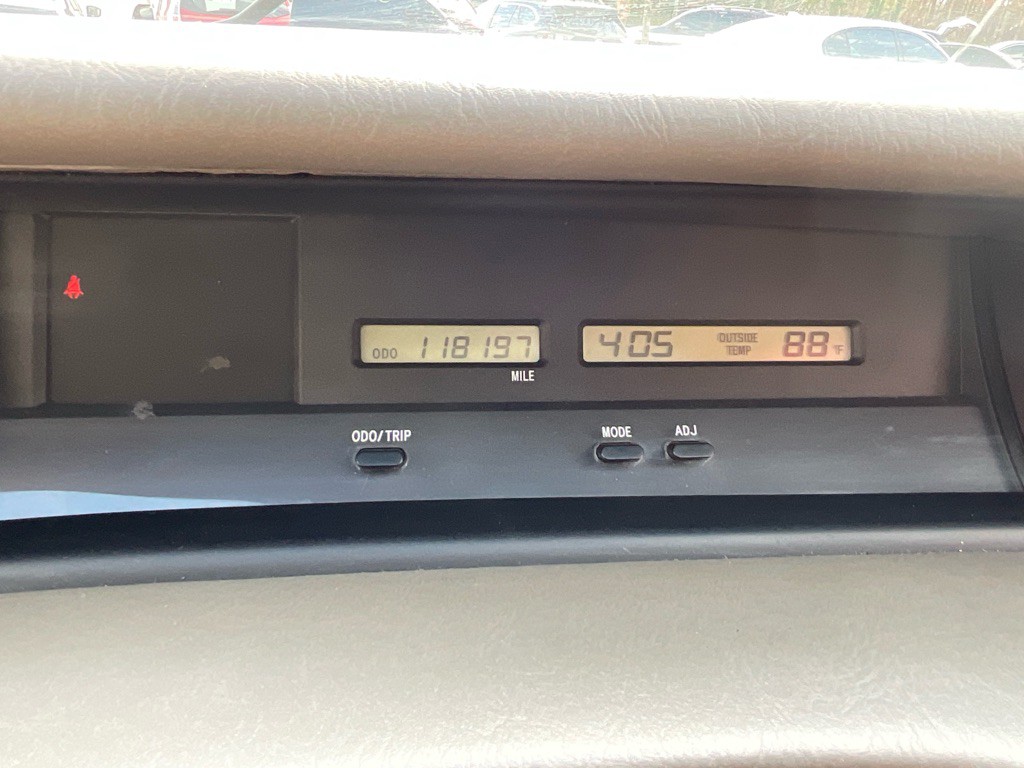 ODO 118197
MILE
405 OUTSIDE TEMP 88°F
ODO/TRIP
MODE ADJ